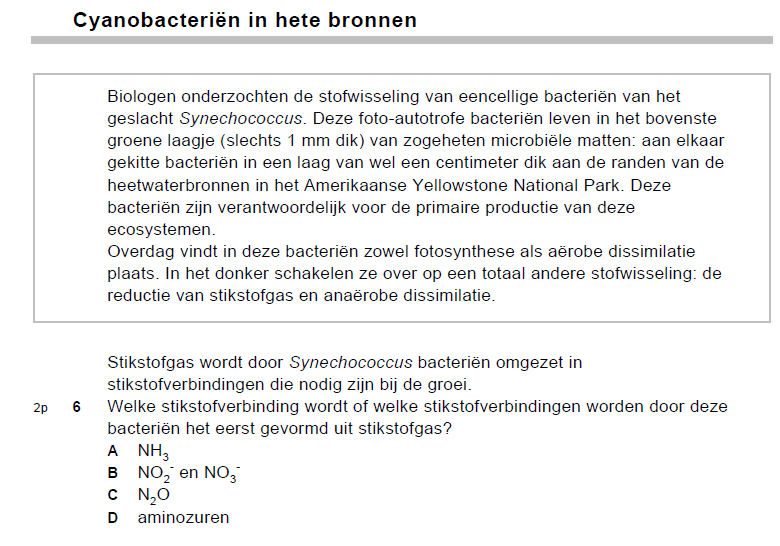 Cyanobacteriën in hete bronnen
Biologen onderzochten de stofwisseling van eencellige bacteriën van het
geslacht Synechococcus. Deze foto-autotrofe bacteriën leven in het bovenste
groene laagje (slechts 1 mm dik) van zogeheten microbiële matten: aan elkaar
gekitte bacteriën in een laag van wel een centimeter dik aan de randen van de
heetwaterbronnen in het Amerikaanse Yellowstone National Park. Deze
bacteriën zijn verantwoordelijk voor de primaire productie van deze
ecosystemen.
Overdag vindt in deze bacteriën zowel fotosynthese als aërobe dissimilatie
plaats. In het donker schakelen ze over op een totaal andere stofwisseling: de
reductie van stikstofgas en anaërobe dissimilatie.
Stikstofgas wordt door Synechococcus bacteriën omgezet in
stikstofverbindingen die nodig zijn bij de groei.
2p 6 Welke stikstofverbinding wordt of welke stikstofverbindingen worden door deze
bacteriën het eerst gevormd uit stikstofgas?
A NH₃
B NO₂⁻ en NO₃⁻
C N₂O
D aminozuren